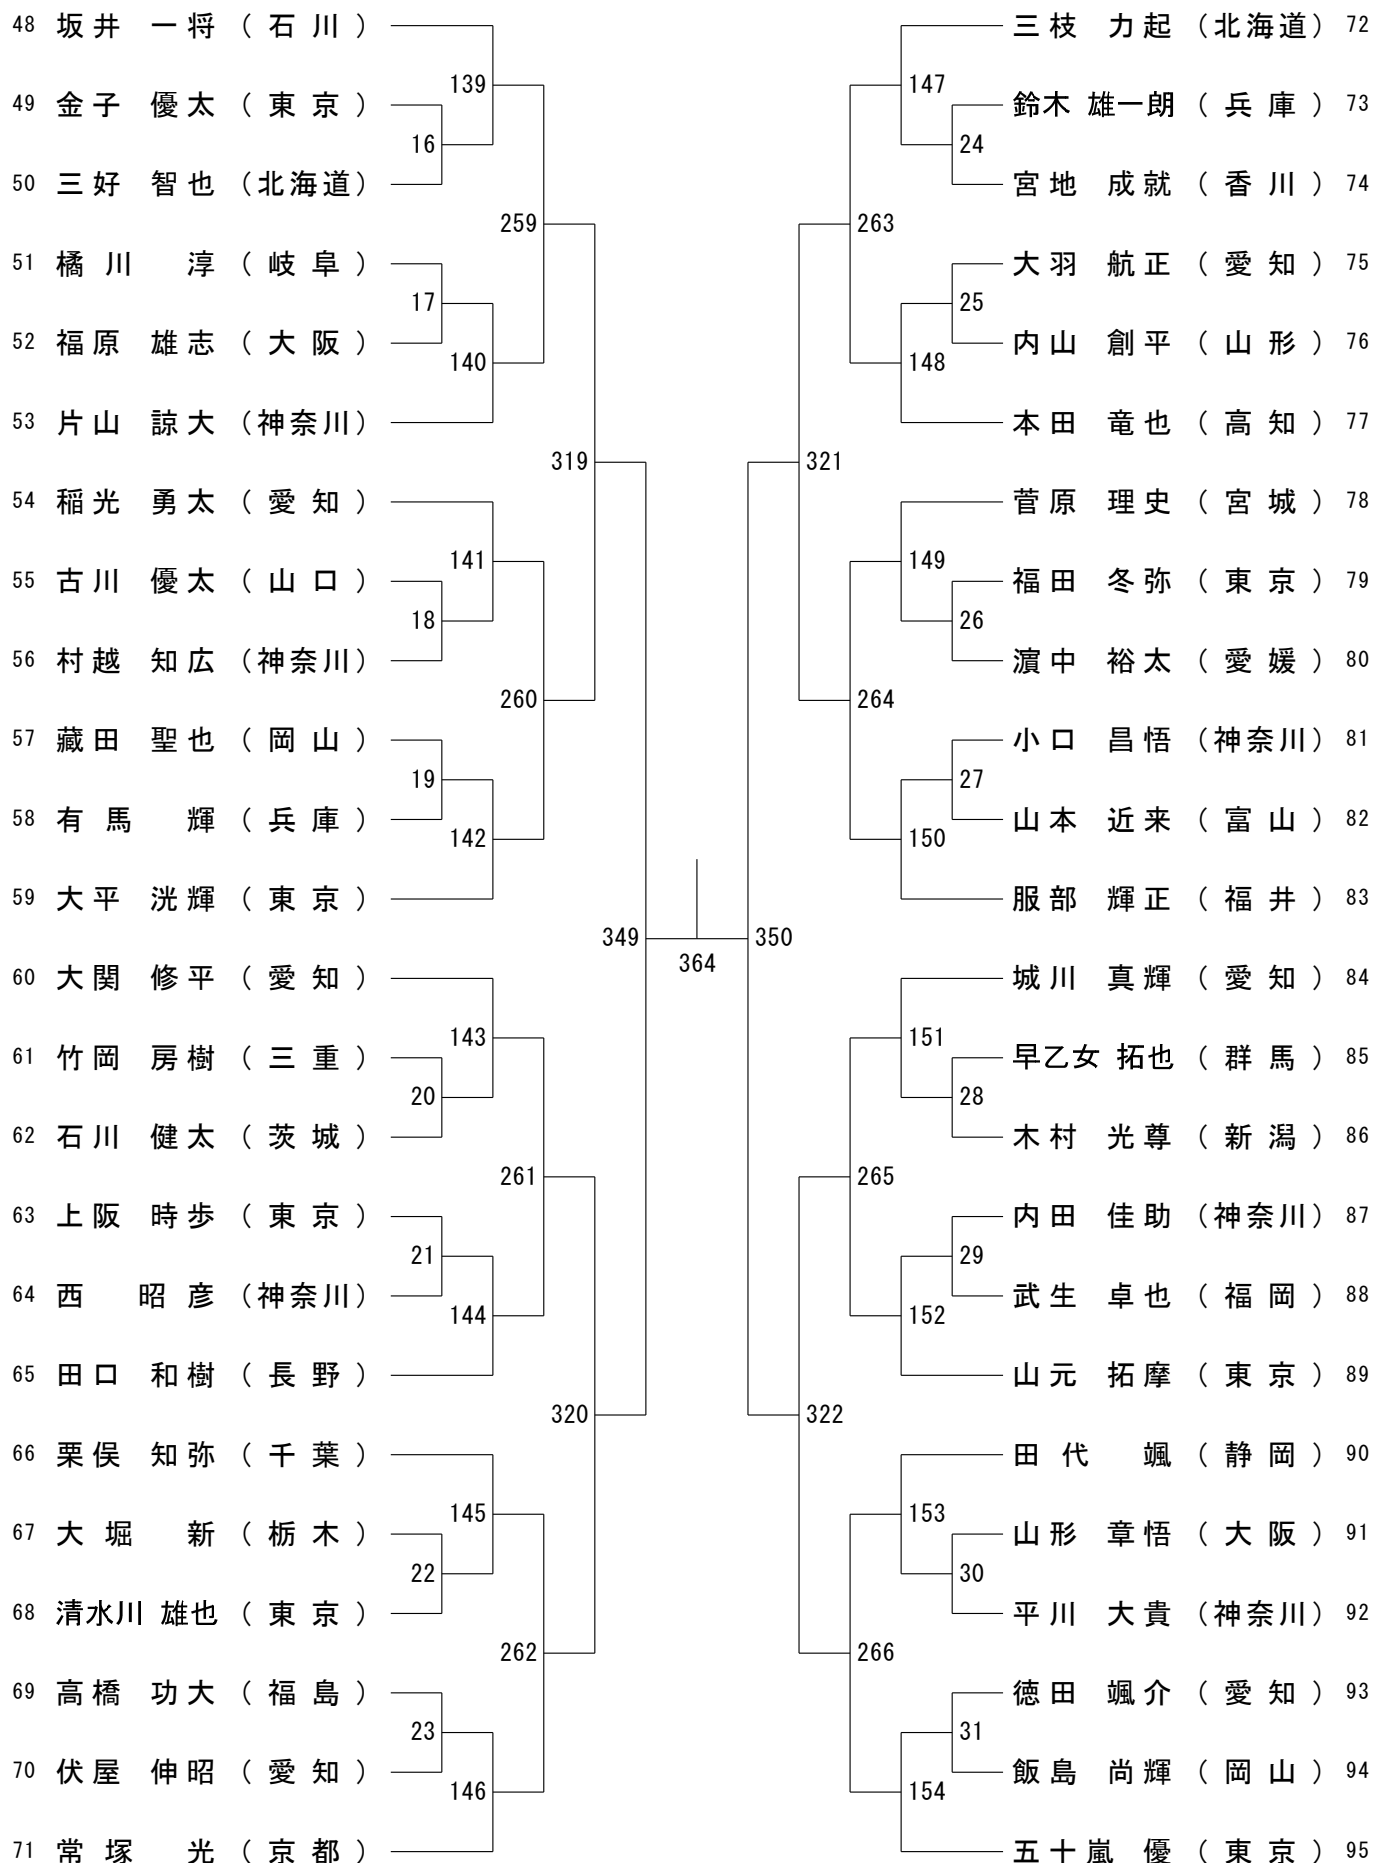 48 坂井 一将 (石川)
139
49 金子 優太 (東京)
16
50 三好 智也 (北海道)
259
51 橘川 淳 (岐阜)
17
52 福原 雄志 (大阪)
140
53 片山 諒大 (神奈川)
319
54 稲光 勇太 (愛知)
141
55 古川 優太 (山口)
18
56 村越 知広 (神奈川)
260
57 藏田 聖也 (岡山)
19
58 有馬 輝 (兵庫)
142
59 大平 洸輝 (東京)
349
60 大関 修平 (愛知)
143
61 竹岡 房樹 (三重)
20
62 石川 健太 (茨城)
261
63 上阪 時歩 (東京)
21
64 西 昭彦 (神奈川)
144
65 田口 和樹 (長野)
320
66 栗俣 知弥 (千葉)
145
67 大堀 新 (栃木)
22
68 清水川 雄也 (東京)
262
69 高橋 功大 (福島)
23
70 伏屋 伸昭 (愛知)
146
71 常塚 光 (京都)
364
三枝 力起 (北海道) 72
147
鈴木 雄一朗 (兵庫) 73
24
宮地 成就 (香川) 74
263
大羽 航正 (愛知) 75
25
内山 創平 (山形) 76
148
本田 竜也 (高知) 77
321
菅原 理史 (宮城) 78
149
福田 冬弥 (東京) 79
26
濵中 裕太 (愛媛) 80
264
小口 昌悟 (神奈川) 81
27
山本 近来 (富山) 82
150
服部 輝正 (福井) 83
350
城川 真輝 (愛知) 84
151
早乙女 拓也 (群馬) 85
28
木村 光尊 (新潟) 86
265
内田 佳助 (神奈川) 87
29
武生 卓也 (福岡) 88
152
山元 拓摩 (東京) 89
322
田代 颯 (静岡) 90
153
山形 章悟 (大阪) 91
30
平川 大貴 (神奈川) 92
266
徳田 颯介 (愛知) 93
31
飯島 尚輝 (岡山) 94
154
五十嵐 優 (東京) 95